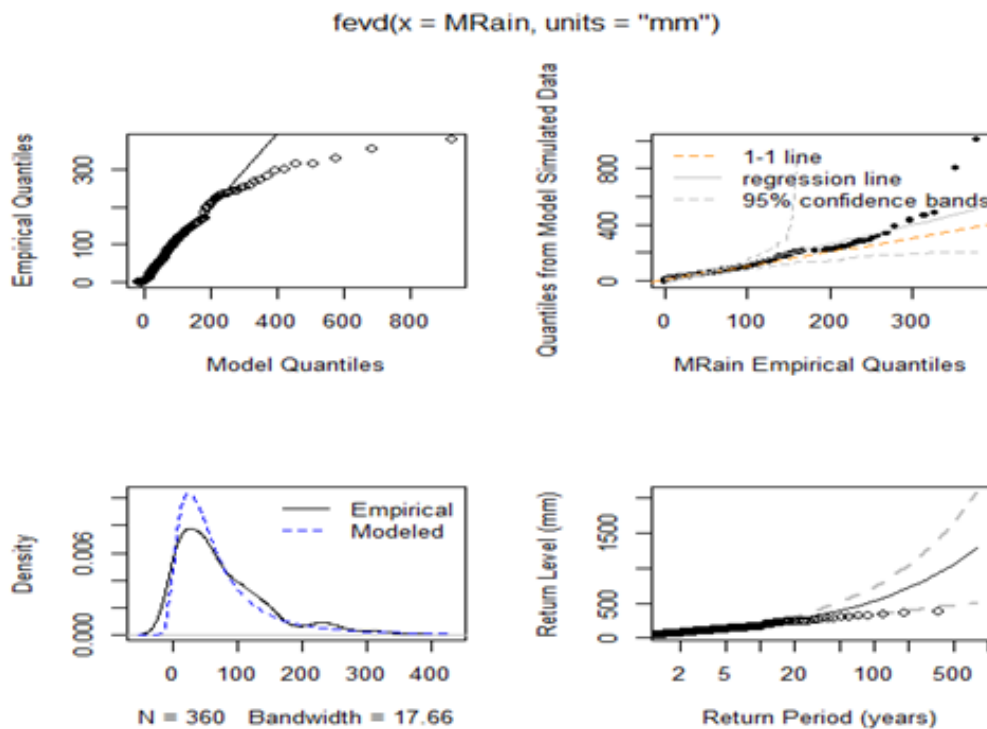 fevd(x = MRain, units = "mm")
Empirical Quantiles
0 100 300
0 200 400 600 800
Model Quantiles
Quantiles from Model Simulated Data
0 400 800
1-1 line
regression line
95% confidence bands
0 100 200 300
MRain Empirical Quantiles
Density
0.000 0.006
Empirical
Modeled
0 100 200 300 400
N = 360 Bandwidth = 17.66
Return Level (mm)
0 500 1500
2 5 20 100 500
Return Period (years)